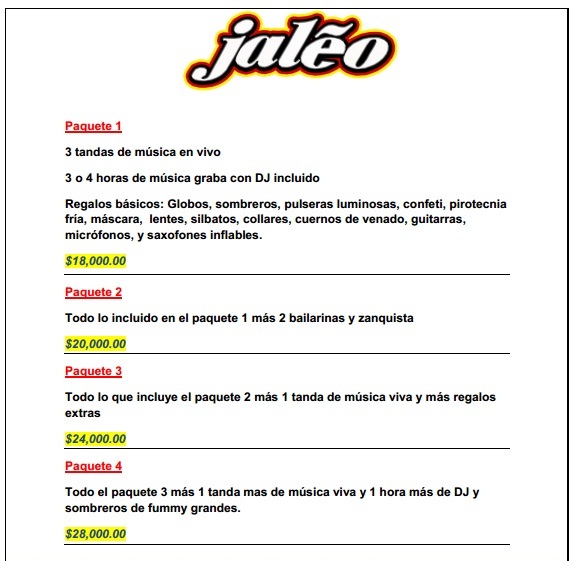 jalēo
Paquete 1
3 tandas de música en vivo
3 o 4 horas de música graba con DJ incluido
Regalos básicos: Globos, sombreros, pulseras luminosas, confeti, pirotecnia
fría, máscara, lentes, silbatos, collares, cuernos de venado, guitarras,
micrófonos, y saxofones inflables.
$18,000.00
Paquete 2
Todo lo incluido en el paquete 1 más 2 bailarinas y zanquista
$20,000.00
Paquete 3
Todo lo que incluye el paquete 2 más 1 tanda de música viva y más regalos
extras
$24,000.00
Paquete 4
Todo el paquete 3 más 1 tanda mas de música viva y 1 hora más de DJ y
sombreros de fummy grandes.
$28,000.00